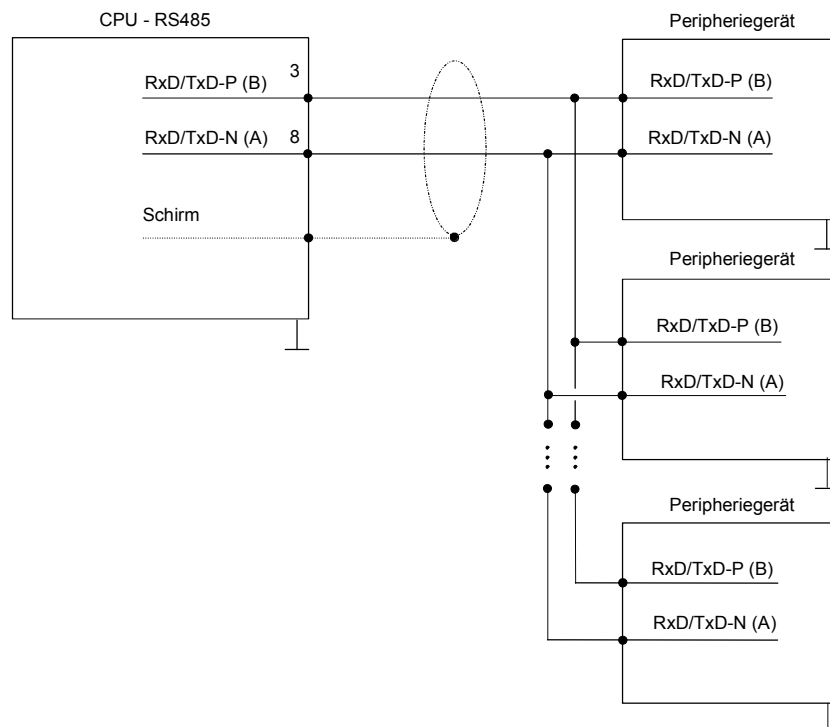 CPU - RS485
RxD/TxD-P (B)
3
RxD/TxD-N (A)
8
Schirm
Peripheriegerät
RxD/TxD-P (B)
RxD/TxD-N (A)
Peripheriegerät
RxD/TxD-P (B)
RxD/TxD-N (A)
Peripheriegerät
RxD/TxD-P (B)
RxD/TxD-N (A)